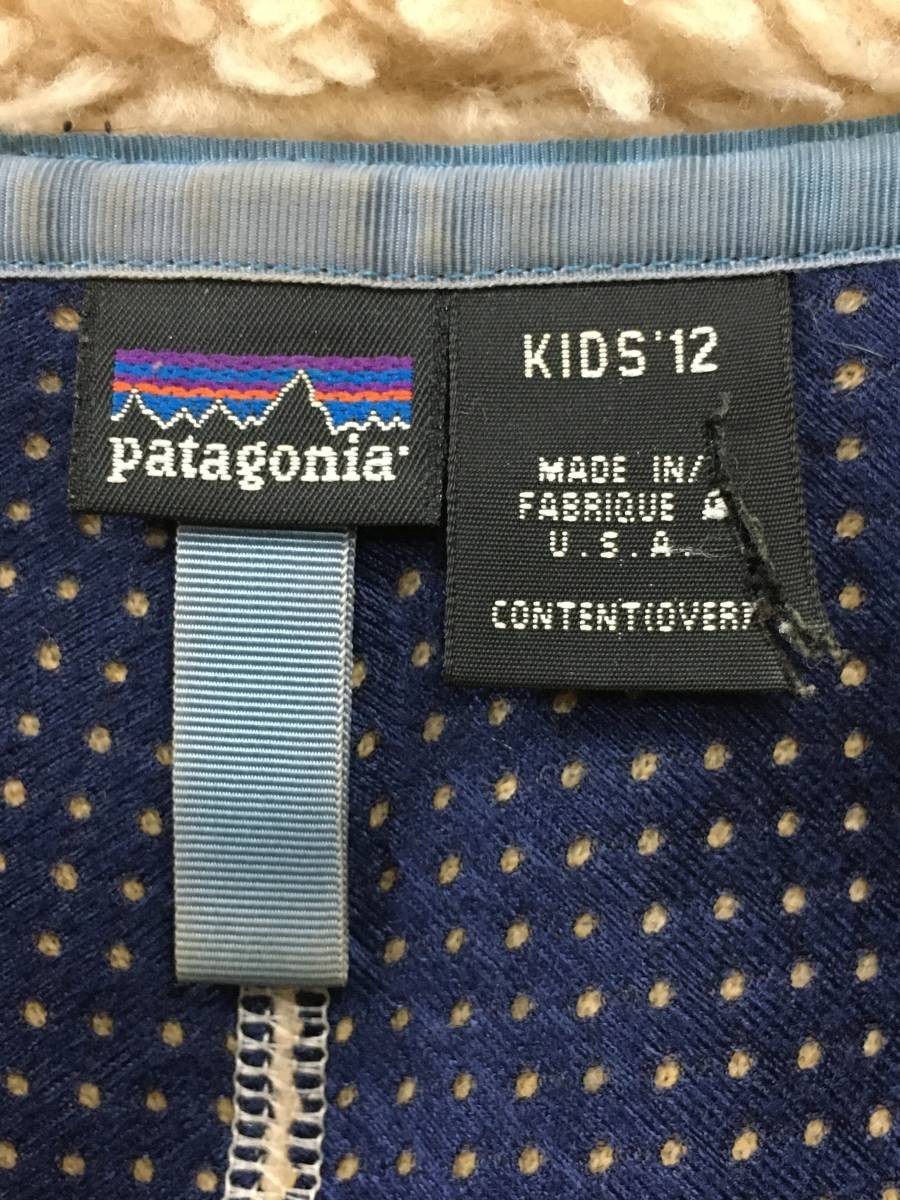 patagonia
KIDS'12
MADE IN/
FABRIQUE À
U.S.A.
CONTENT(OVER)